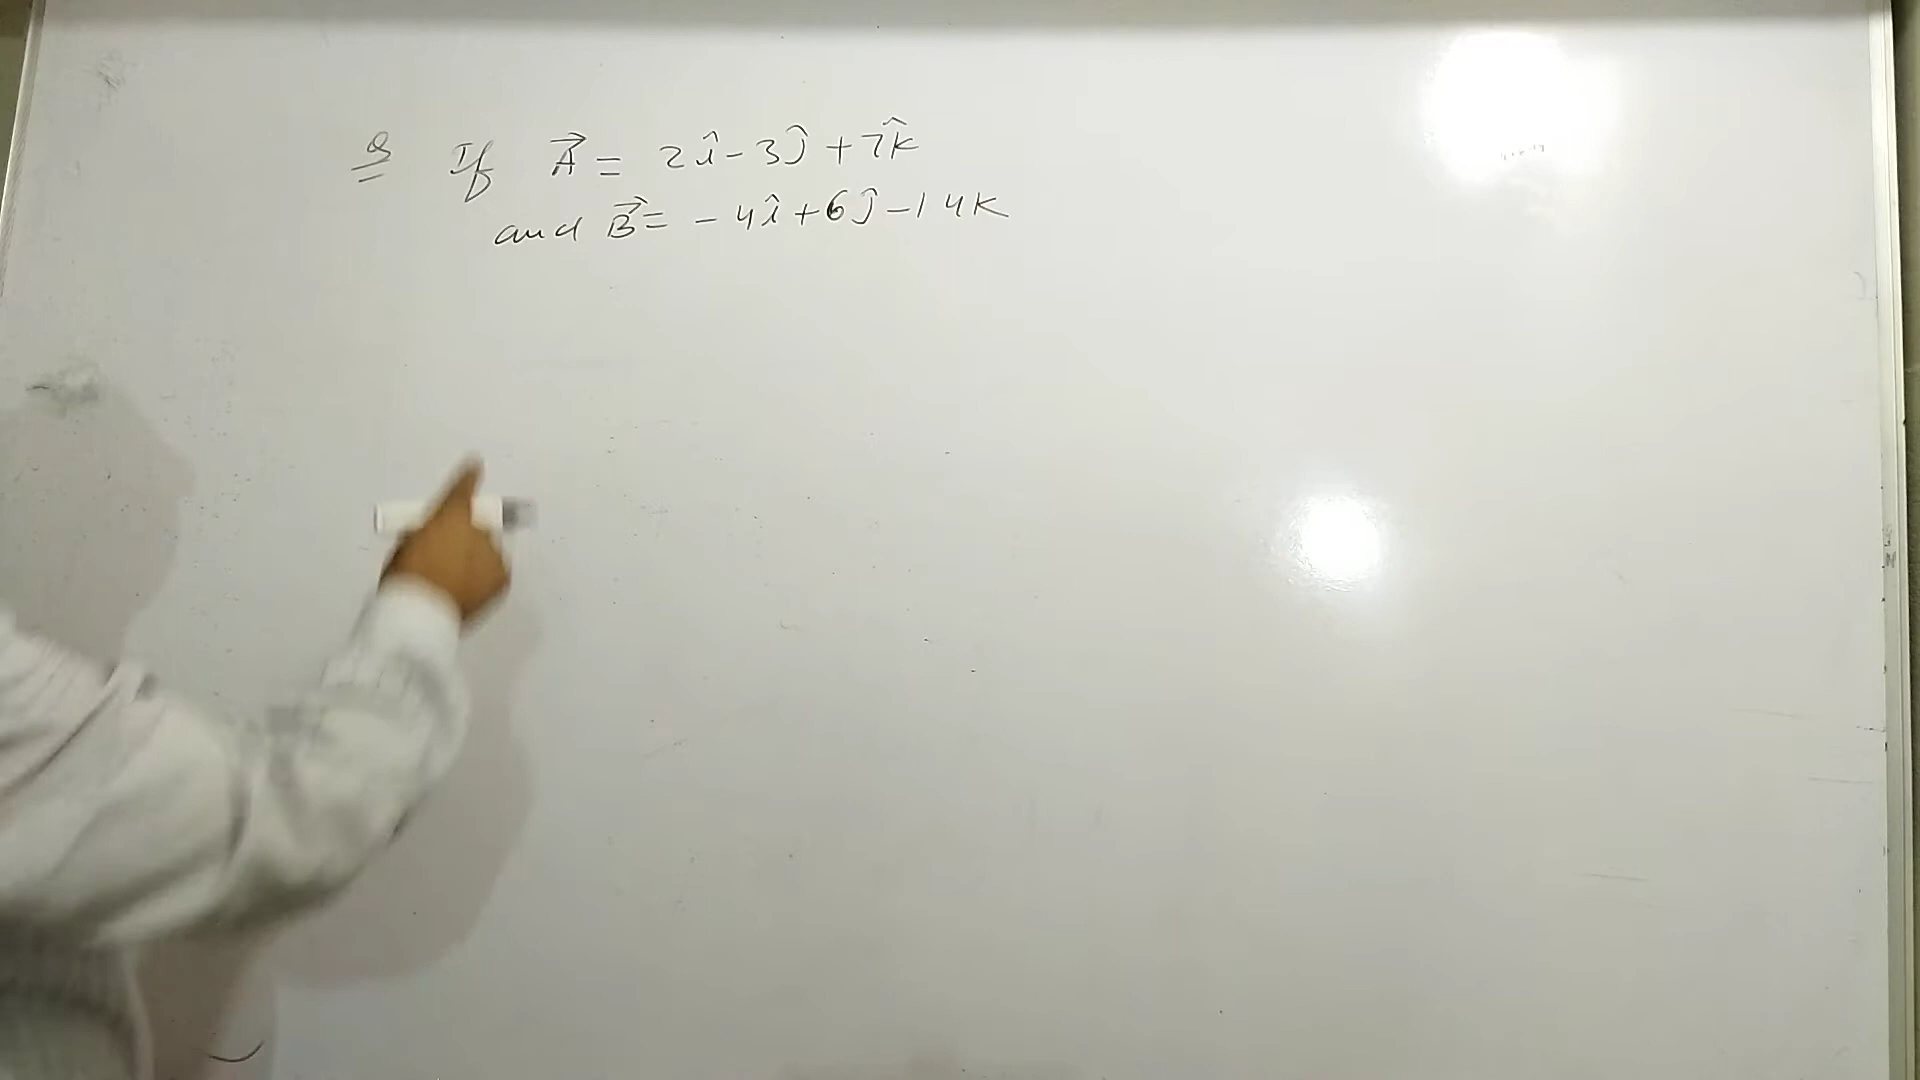 Q If A⃗ = 2î - 3ĵ + 7k̂
and B⃗ = - 4î + 6ĵ - 14k